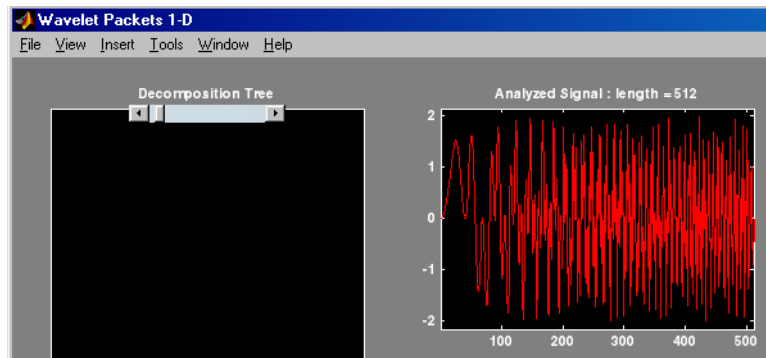 Wavelet Packets 1-D
File View Insert Tools Window Help
Decomposition Tree
Analyzed Signal : length = 512
2
1
0
-1
-2
100 200 300 400 500